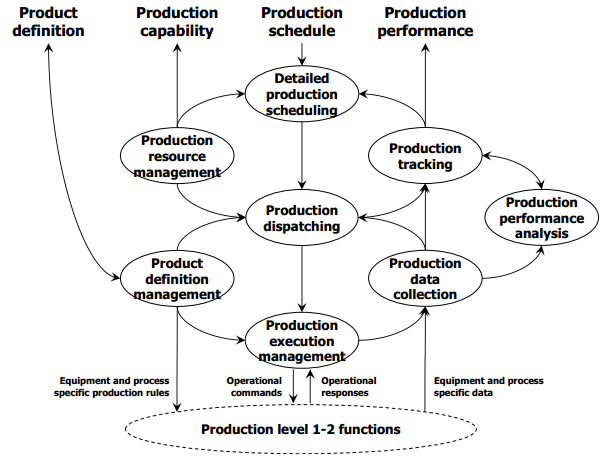 Product
definition
Production
capability
Production
schedule
Production
performance
Detailed
production
scheduling
Production
resource
management
Production
tracking
Production
dispatching
Production
performance
analysis
Product
definition
management
Production
data
collection
Production
execution
management
Equipment and process
specific production rules
Operational
commands
Operational
responses
Equipment and process
specific data
Production level 1-2 functions